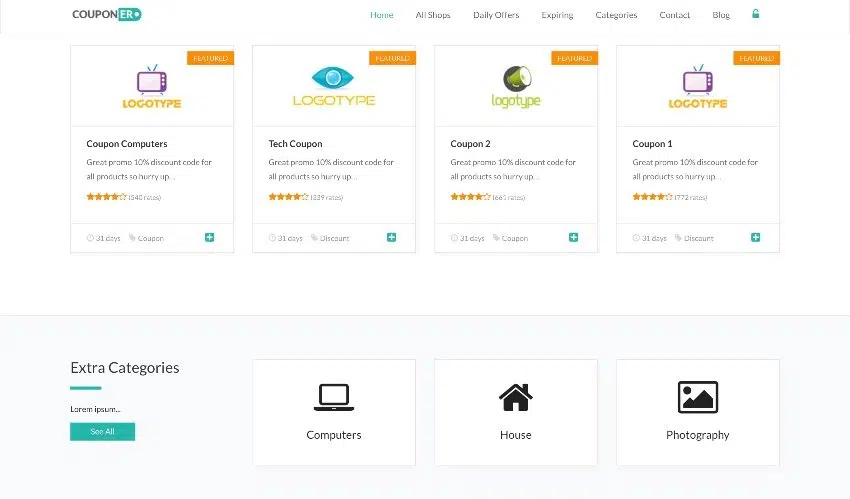 COUPONERO
Home All Shops Daily Offers Expiring Categories Contact Blog
FEATURED FEATURED FEATURED FEATURED
LOGOTYPE LOGOTYPE logotype LOGOTYPE
Coupon Computers
Great promo 10% discount code for
all products so hurry up...
(540 rates)
31 days Coupon
Tech Coupon
Great promo 10% discount code for
all products so hurry up...
(339 rates)
31 days Discount
Coupon 2
Great promo 10% discount code for
all products so hurry up...
(661 rates)
31 days Coupon
Coupon 1
Great promo 10% discount code for
all products so hurry up...
(772 rates)
31 days Discount
Extra Categories
Lorem ipsum...
See All
Computers
House
Photography